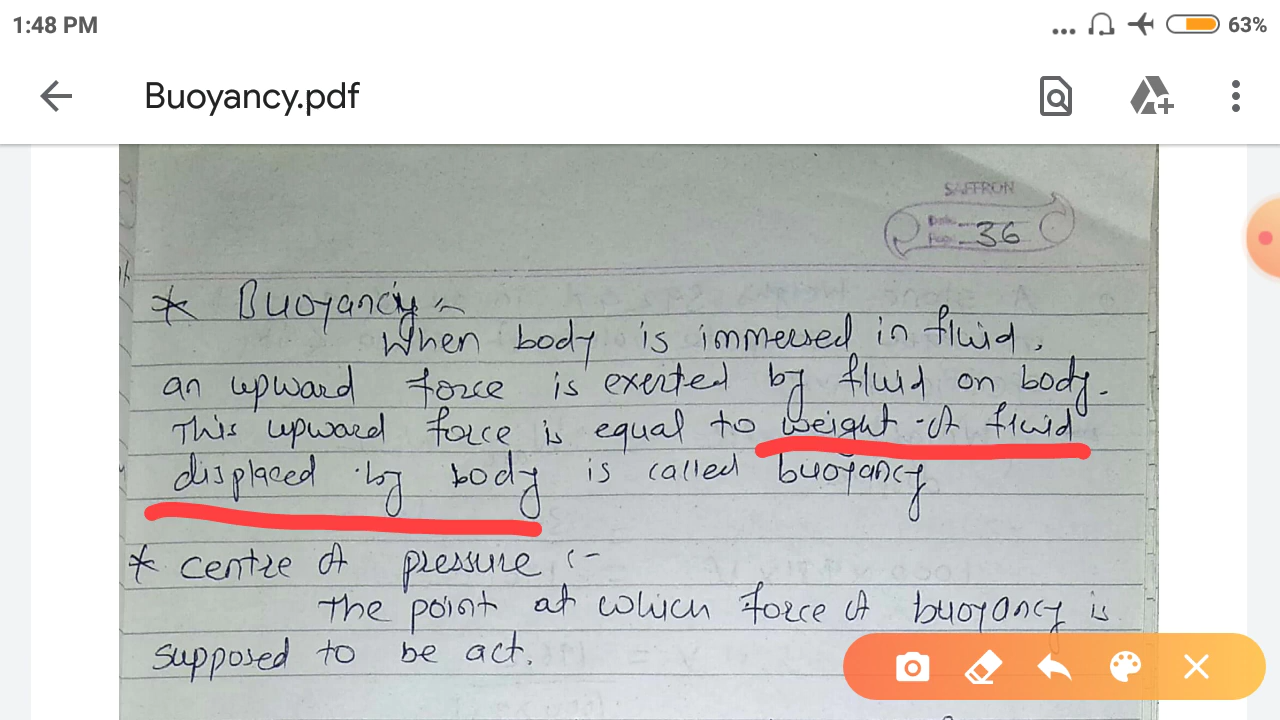 1:48 PM
63%
Buoyancy.pdf
SAFFRON
36
* Buoyancy
When body is immersed in fluid,
an upward force is exerted by fluid on body.
This upward force is equal to weight of fluid
displaced by body is called buoyancy
* Centre of pressure :-
The point at which force of buoyancy is
supposed to be act.